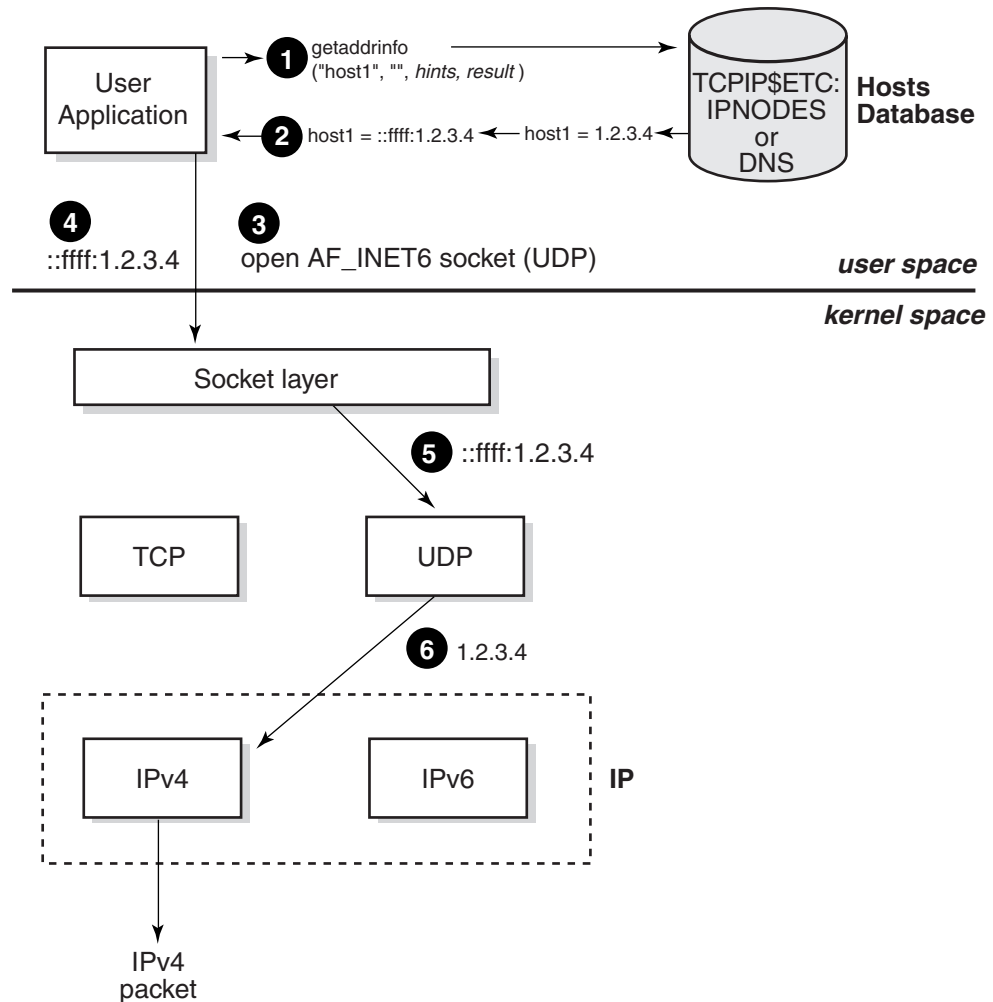 User
Application
1
getaddrinfo
("host1", "", hints, result )
TCPIP$ETC:
IPNODES
or
DNS
Hosts
Database
2
host1 = ::ffff:1.2.3.4
host1 = 1.2.3.4
4
::ffff:1.2.3.4
3
open AF_INET6 socket (UDP)
user space
kernel space
Socket layer
5
::ffff:1.2.3.4
TCP
UDP
6
1.2.3.4
IPv4
IPv6
IP
IPv4
packet